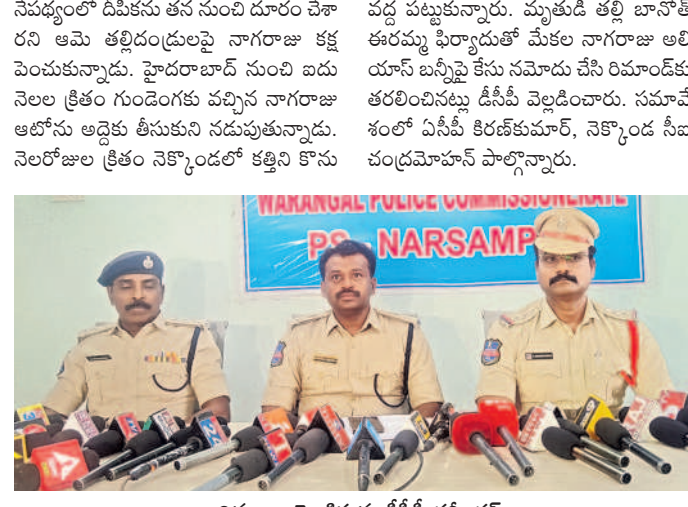 నేపథ్యంలో దీపికను తన నుంచి దూరం చేశా
రని ఆమె తల్లిదండ్రులపై నాగరాజు కక్ష
పెంచుకున్నాడు. హైదరాబాద్ నుంచి ఐదు
నెలల క్రితం గుండెంగకు వచ్చిన నాగరాజు
ఆటోను అద్దెకు తీసుకుని నడుపుతున్నాడు.
నెలరోజుల క్రితం నెక్కొండలో కత్తిని కొను
వద్ద పట్టుకున్నారు. మృతుడి తల్లి బానోత్
ఈరమ్మ ఫిర్యాదుతో మేకల నాగరాజు అలి
యాస్ బన్నీపై కేసు నమోదు చేసి రిమాండ్‌కు
తరలించినట్లు డీసీపీ వెల్లడించారు. సమావే
శంలో ఏసీపీ కిరణ్‌కుమార్, నెక్కొండ సీఐ
చంద్రమోహన్ పాల్గొన్నారు.
WARANGAL POLICE COMMISSIONERATE
PS - NARSAMP